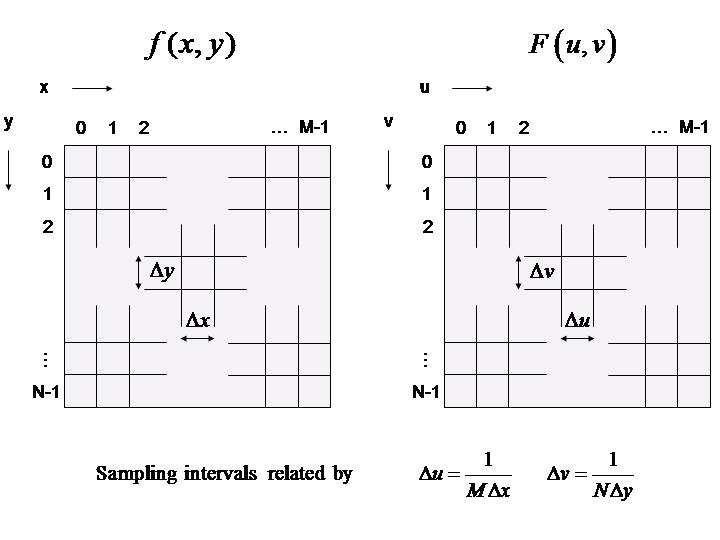 f(x, y) F(u, v)
x u
y 0 1 2 … M-1 v 0 1 2 … M-1
0 0
1 1
2 2
Δy Δv
Δx Δu
⋮ ⋮
N-1 N-1
Sampling intervals related by Δu = 1/MΔx Δv = 1/NΔy